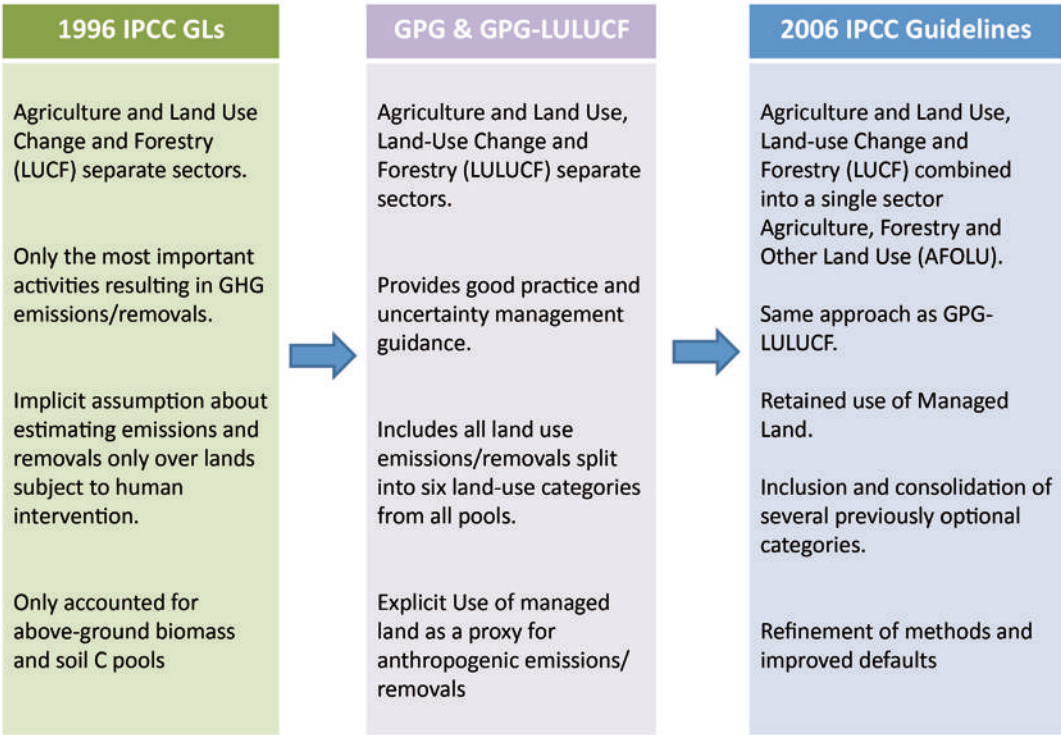 1996 IPCC GLs
Agriculture and Land Use
Change and Forestry
(LUCF) separate sectors.
Only the most important
activities resulting in GHG
emissions/removals.
Implicit assumption about
estimating emissions and
removals only over lands
subject to human
intervention.
Only accounted for
above-ground biomass
and soil C pools
GPG & GPG-LULUCF
Agriculture and Land Use,
Land-Use Change and
Forestry (LULUCF) separate
sectors.
Provides good practice and
uncertainty management
guidance.
Includes all land use
emissions/removals split
into six land-use categories
from all pools.
Explicit Use of managed
land as a proxy for
anthropogenic emissions/
removals
2006 IPCC Guidelines
Agriculture and Land Use,
Land-use Change and
Forestry (LUCF) combined
into a single sector
Agriculture, Forestry and
Other Land Use (AFOLU).
Same approach as GPG-
LULUCF.
Retained use of Managed
Land.
Inclusion and consolidation of
several previously optional
categories.
Refinement of methods and
improved defaults